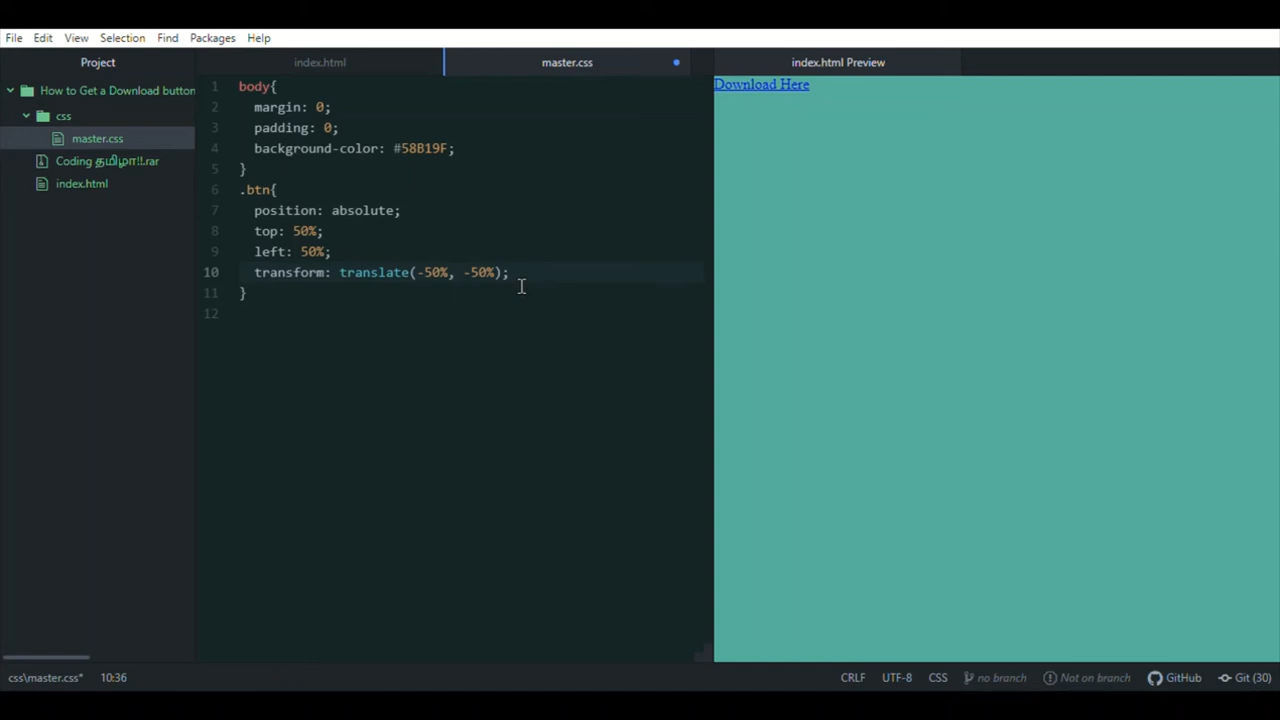 File Edit View Selection Find Packages Help
Project
index.html
master.css
index.html Preview
How to Get a Download button
css
master.css
Coding தமிழா!!.rar
index.html
1 body{
2 margin: 0;
3 padding: 0;
4 background-color: #58B19F;
5 }
6 .btn{
7 position: absolute;
8 top: 50%;
9 left: 50%;
10 transform: translate(-50%, -50%);
11 }
12
Download Here
css\master.css* 10:36 CRLF UTF-8 CSS no branch Not on branch GitHub Git (30)